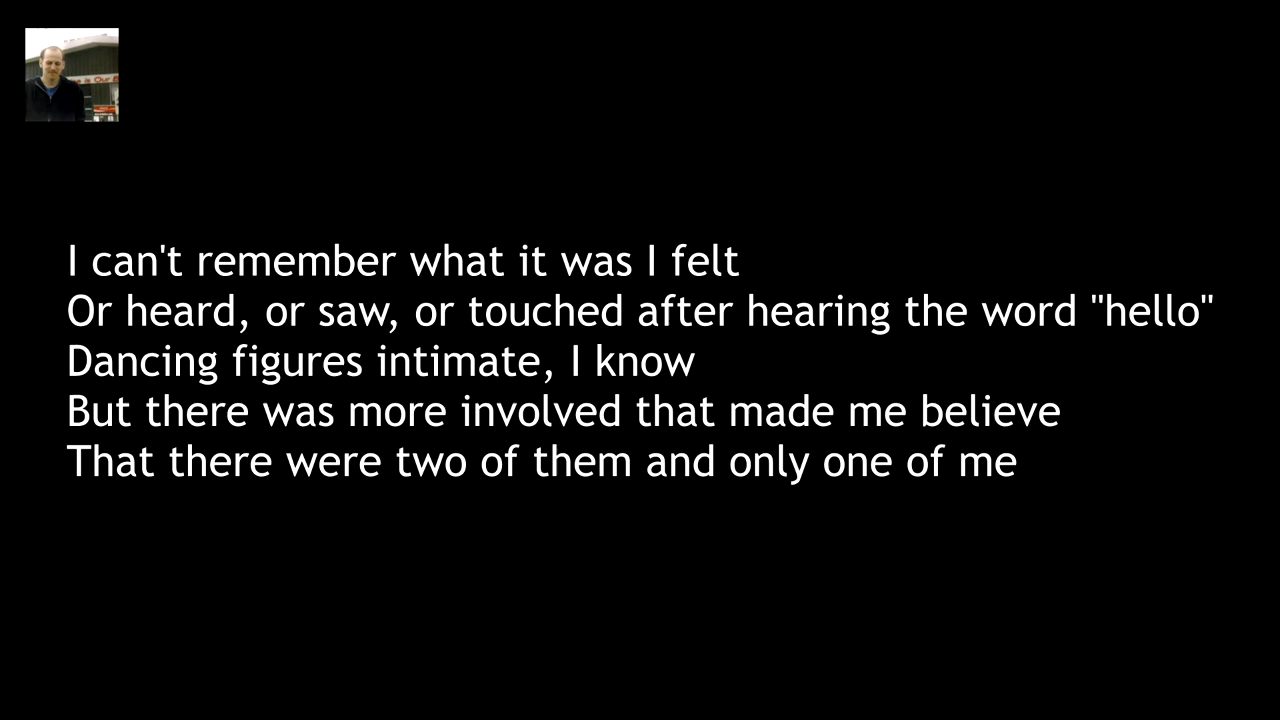 I can't remember what it was I felt
Or heard, or saw, or touched after hearing the word "hello"
Dancing figures intimate, I know
But there was more involved that made me believe
That there were two of them and only one of me